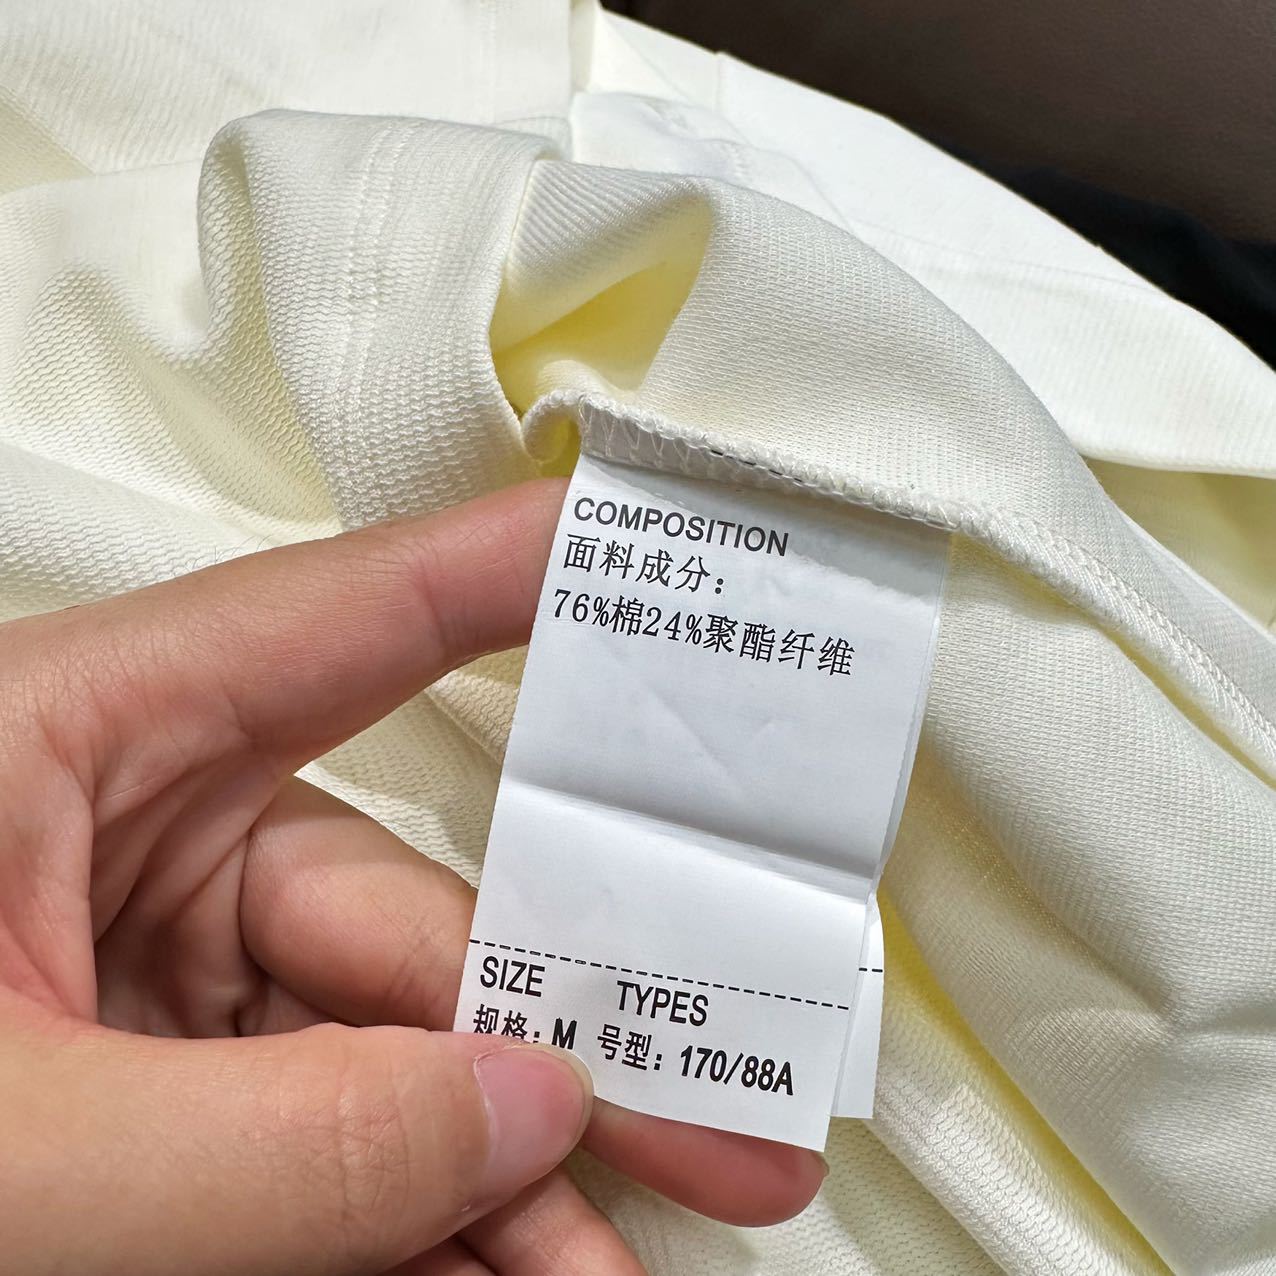 COMPOSITION
面料成分：
76%棉24%聚酯纤维
SIZE TYPES
规格：M 号型：170/88A